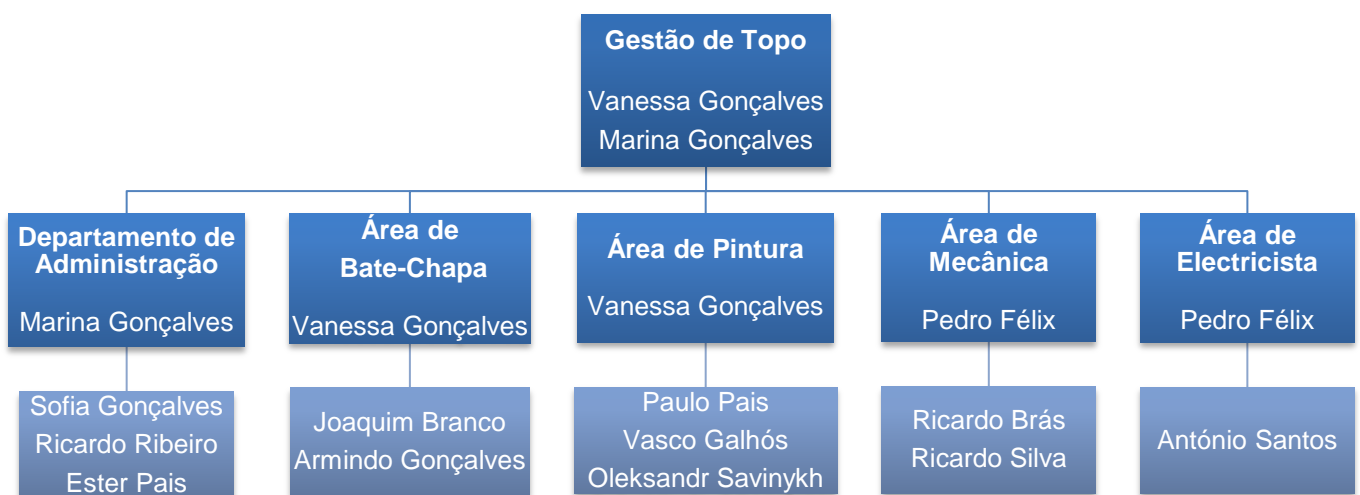 Gestão de Topo
Vanessa Gonçalves
Marina Gonçalves
Departamento de
Administração
Marina Gonçalves
Área de
Bate-Chapa
Vanessa Gonçalves
Área de Pintura
Vanessa Gonçalves
Área de
Mecânica
Pedro Félix
Área de
Electricista
Pedro Félix
Sofia Gonçalves
Ricardo Ribeiro
Ester Pais
Joaquim Branco
Armindo Gonçalves
Paulo Pais
Vasco Galhós
Oleksandr Savinykh
Ricardo Brás
Ricardo Silva
António Santos